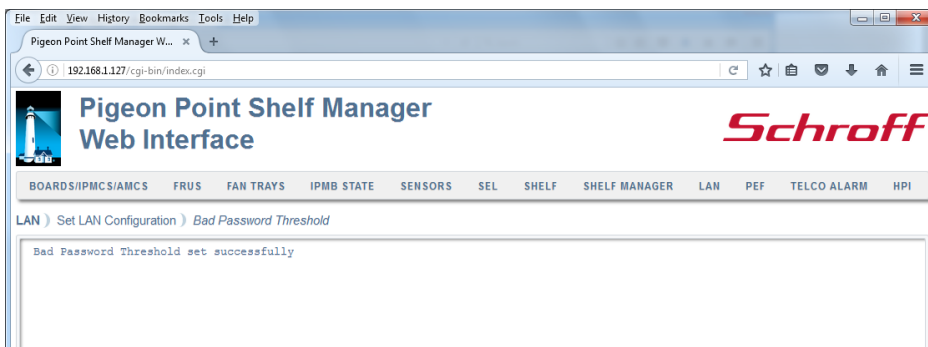 File Edit View History Bookmarks Tools Help
Pigeon Point Shelf Manager W... × +
192.168.1.127/cgi-bin/index.cgi
Pigeon Point Shelf Manager
Web Interface
Schroff
BOARDS/IPMCS/AMCS FRUS FAN TRAYS IPMB STATE SENSORS SEL SHELF SHELF MANAGER LAN PEF TELCO ALARM HPI
LAN ) Set LAN Configuration ) Bad Password Threshold
Bad Password Threshold set successfully